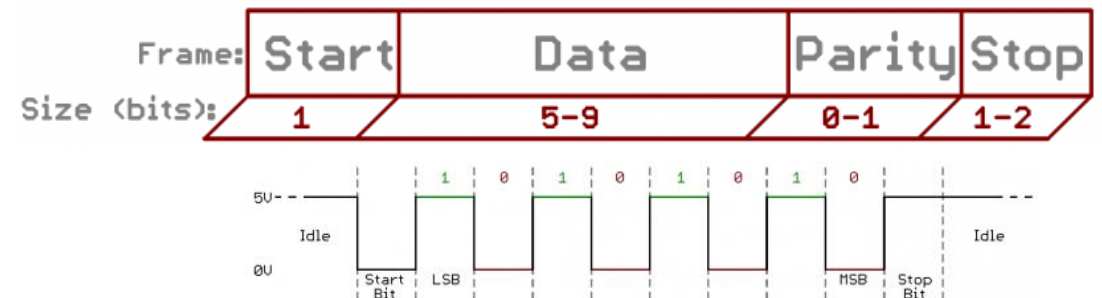 Frame: Start Data Parity Stop
Size (bits): 1 5-9 0-1 1-2
1 0 1 0 1 0 1 0
5V
Idle Idle
0V
Start LSB MSB Stop
Bit Bit